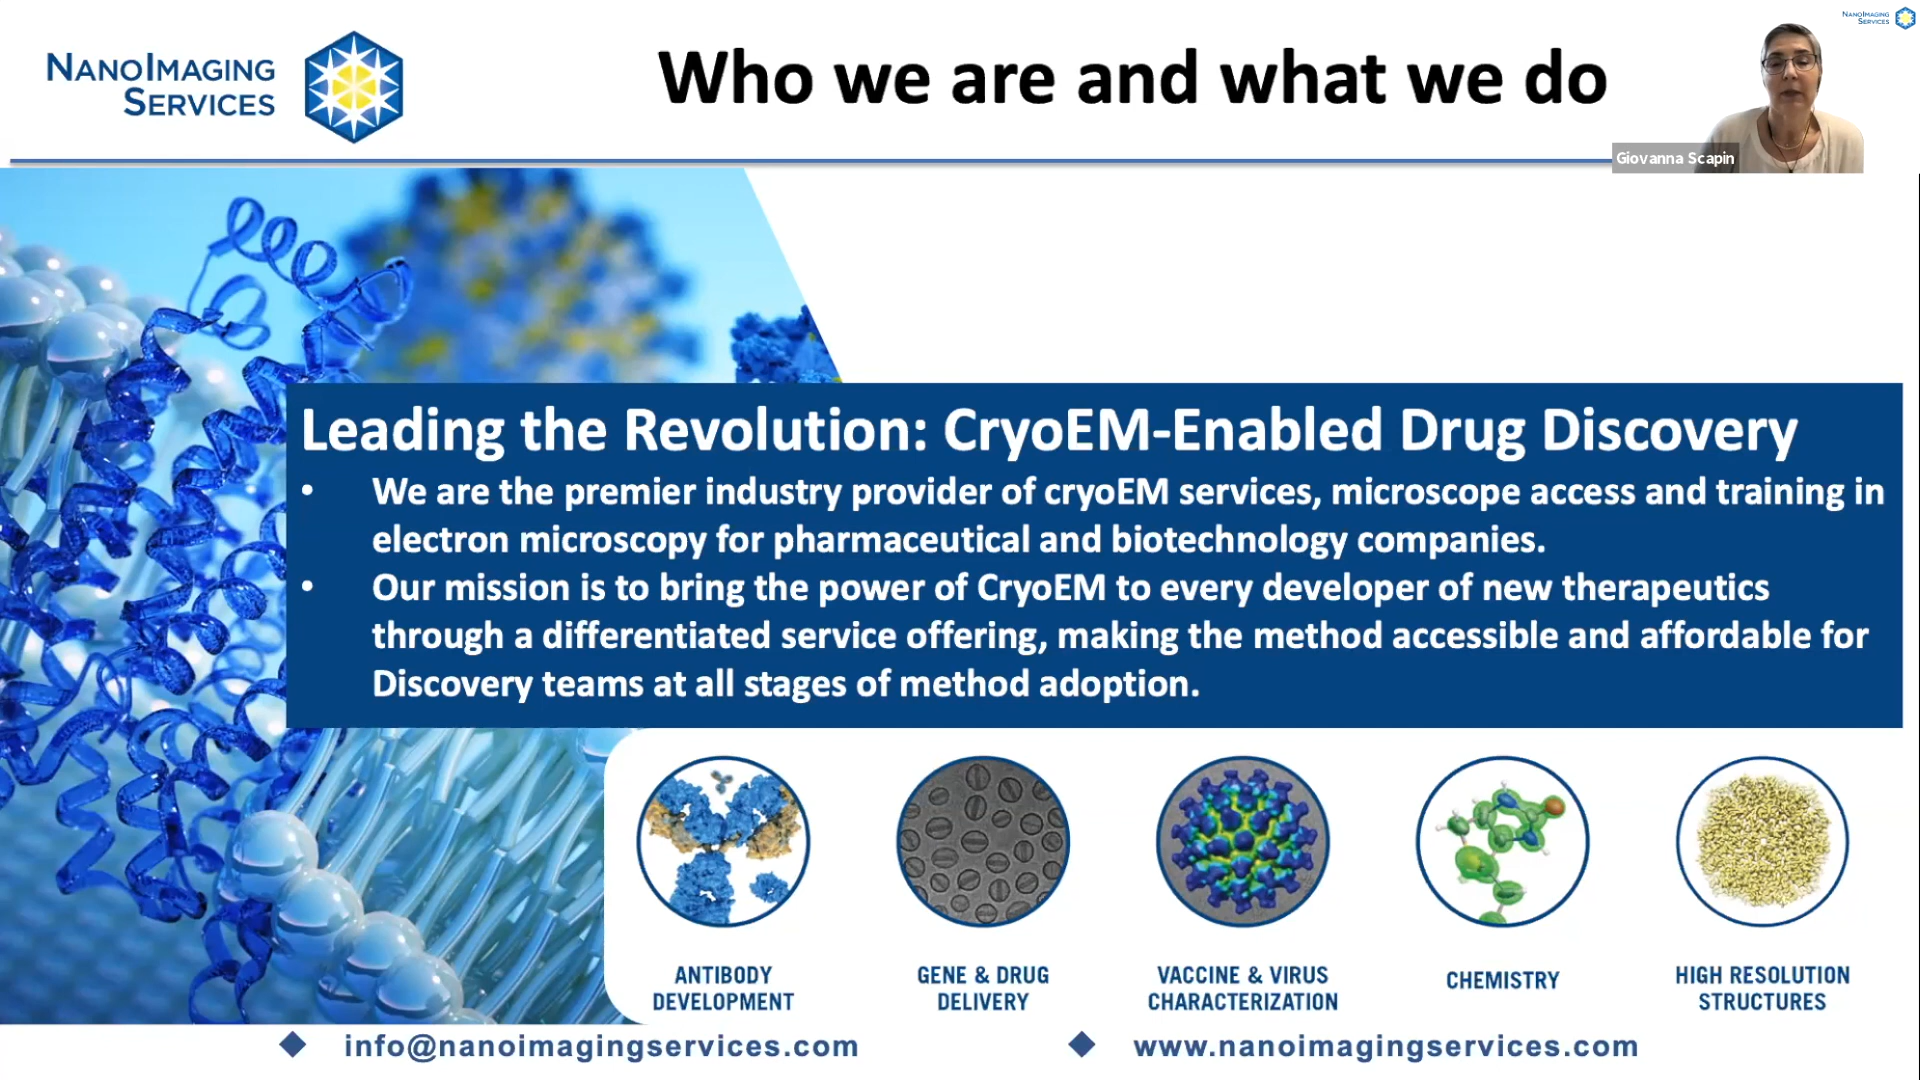 NanoImaging
Services
Who we are and what we do
NanoImaging
Services
Giovanna Scapin
Leading the Revolution: CryoEM-Enabled Drug Discovery
• We are the premier industry provider of cryoEM services, microscope access and training in
electron microscopy for pharmaceutical and biotechnology companies.
• Our mission is to bring the power of CryoEM to every developer of new therapeutics
through a differentiated service offering, making the method accessible and affordable for
Discovery teams at all stages of method adoption.
ANTIBODY
DEVELOPMENT
GENE & DRUG
DELIVERY
VACCINE & VIRUS
CHARACTERIZATION
CHEMISTRY
HIGH RESOLUTION
STRUCTURES
info@nanoimagingservices.com
www.nanoimagingservices.com